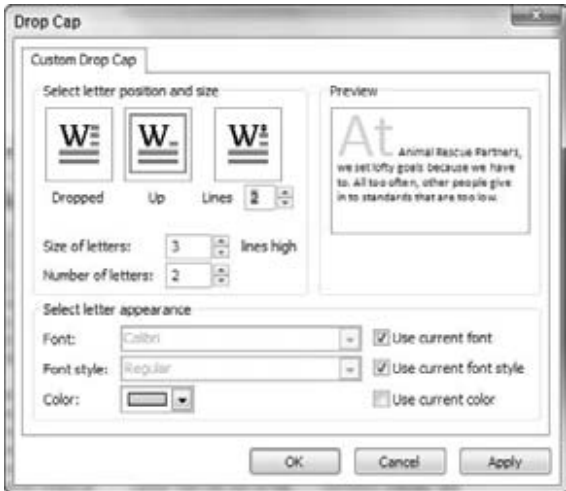 Drop Cap
Custom Drop Cap
Select letter position and size
W W W
Dropped Up Lines 2
Size of letters: 3 lines high
Number of letters: 2
Preview
At Animal Rescue Partners,
we set lofty goals because we have
to. All too often, other people give
in to standards that are too low.
Select letter appearance
Font: Calibri Use current font
Font style: Regular Use current font style
Color: Use current color
OK Cancel Apply